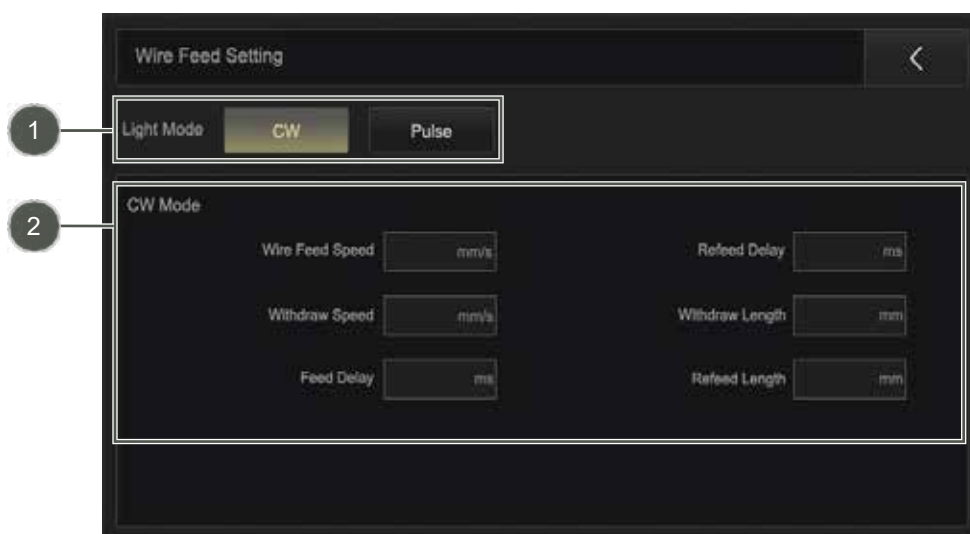 Wire Feed Setting
1
Light Mode CW Pulse
2
CW Mode
Wire Feed Speed mm/s Refeed Delay ms
Withdraw Speed mm/s Withdraw Length mm
Feed Delay ms Refeed Length mm